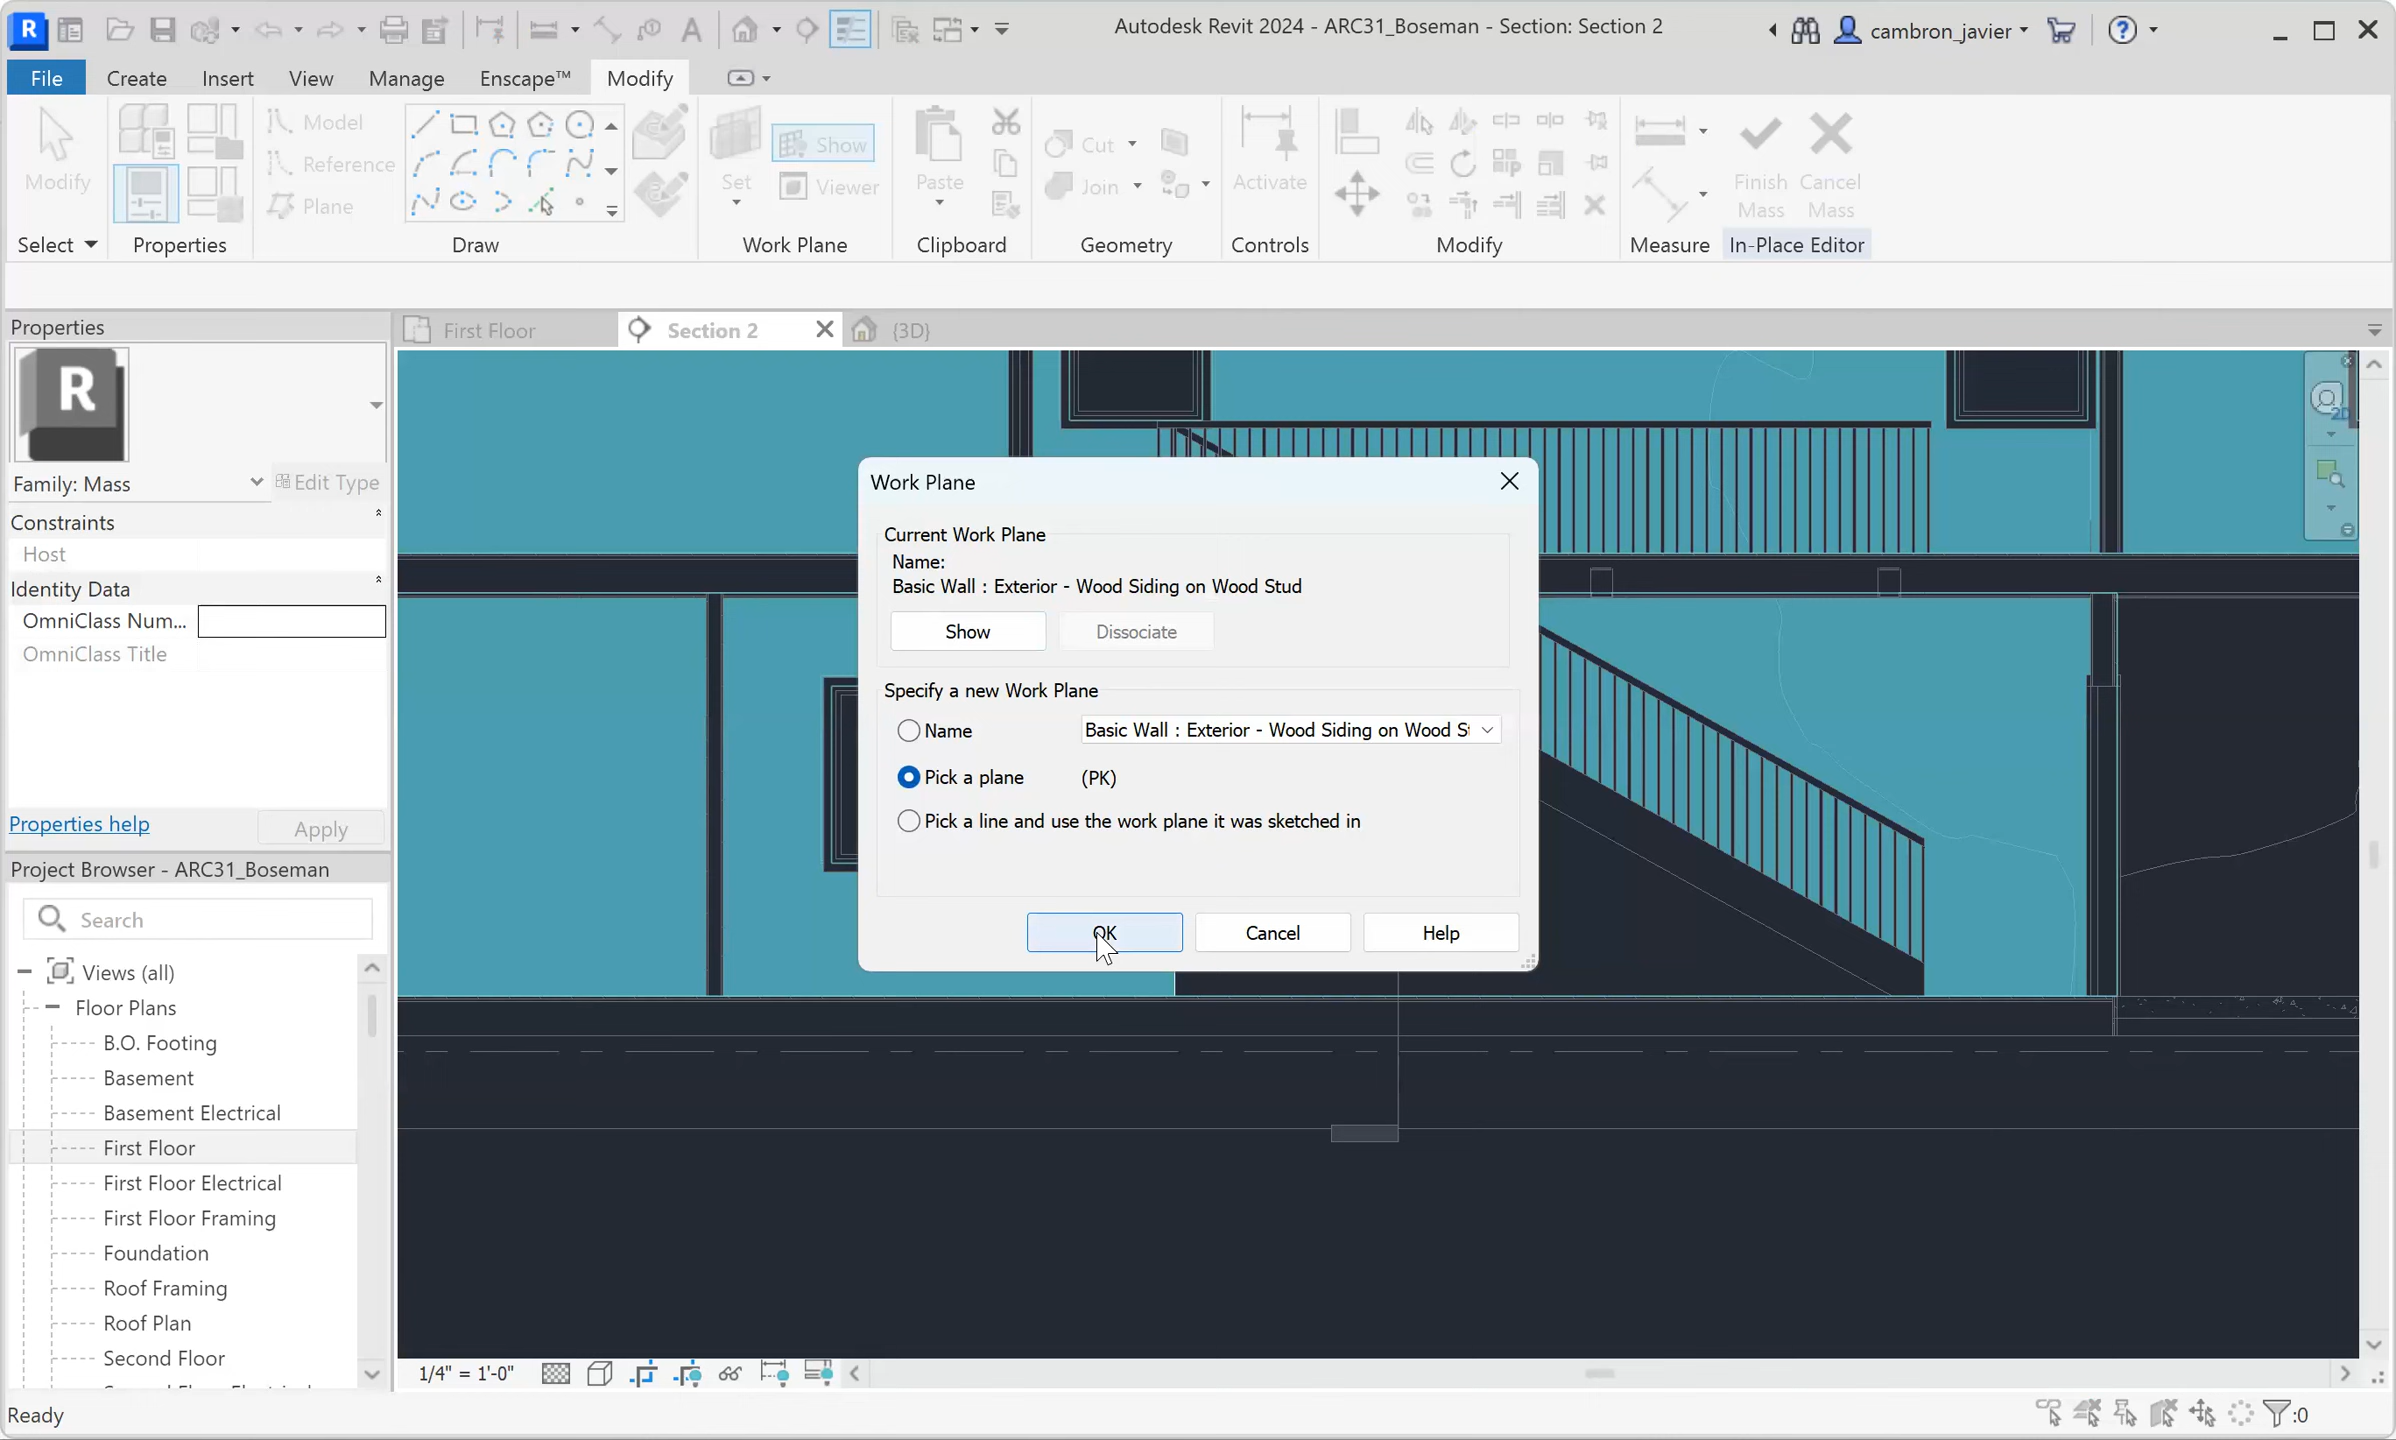 R
Autodesk Revit 2024 - ARC31_Boseman - Section: Section 2
cambron_javier
File
Create
Insert
View
Manage
Enscape™
Modify
Modify
Model
Reference
Plane
Set
Show
Viewer
Paste
Cut
Join
Activate
Finish
Mass
Cancel
Mass
Select
Properties
Draw
Work Plane
Clipboard
Geometry
Controls
Modify
Measure
In-Place Editor
Properties
First Floor
Section 2
{3D}
R
Family: Mass
Edit Type
Constraints
Host
Identity Data
OmniClass Num...
OmniClass Title
Properties help
Apply
Work Plane
Current Work Plane
Name:
Basic Wall : Exterior - Wood Siding on Wood Stud
Show
Dissociate
Specify a new Work Plane
Name
Basic Wall : Exterior - Wood Siding on Wood
Pick a plane
(PK)
Pick a line and use the work plane it was sketched in
OK
Cancel
Help
2D
Project Browser - ARC31_Boseman
Search
Views (all)
Floor Plans
B.O. Footing
Basement
Basement Electrical
First Floor
First Floor Electrical
First Floor Framing
Foundation
Roof Framing
Roof Plan
Second Floor
1/4" = 1'-0"
Ready
:0